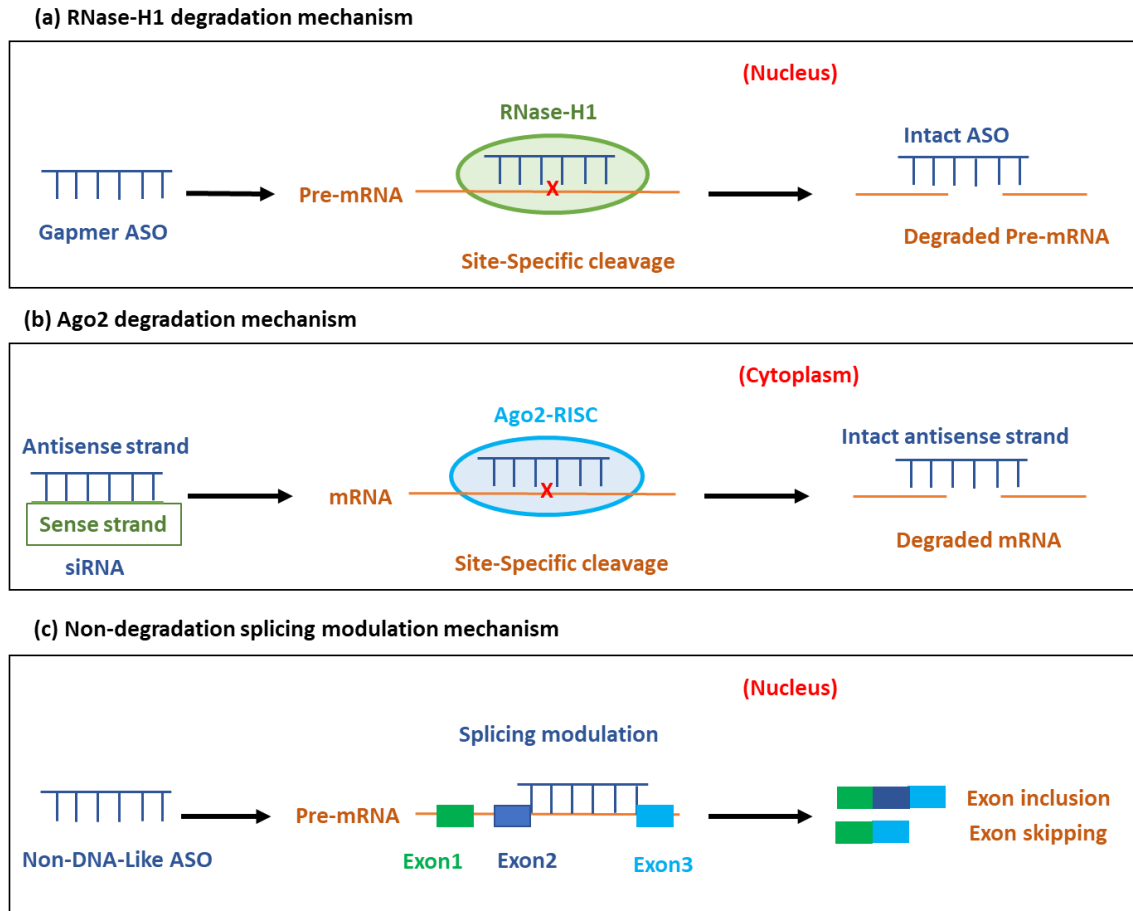 (a) RNase-H1 degradation mechanism
(Nucleus)
RNase-H1
Intact ASO
Pre-mRNA
X
Gapmer ASO
Degraded Pre-mRNA
Site-Specific cleavage
(b) Ago2 degradation mechanism
(Cytoplasm)
Ago2-RISC
Antisense strand
Intact antisense strand
mRNA
X
Sense strand
Degraded mRNA
siRNA
Site-Specific cleavage
(c) Non-degradation splicing modulation mechanism
(Nucleus)
Splicing modulation
Pre-mRNA
Exon inclusion
Exon skipping
Non-DNA-Like ASO
Exon1
Exon2
Exon3